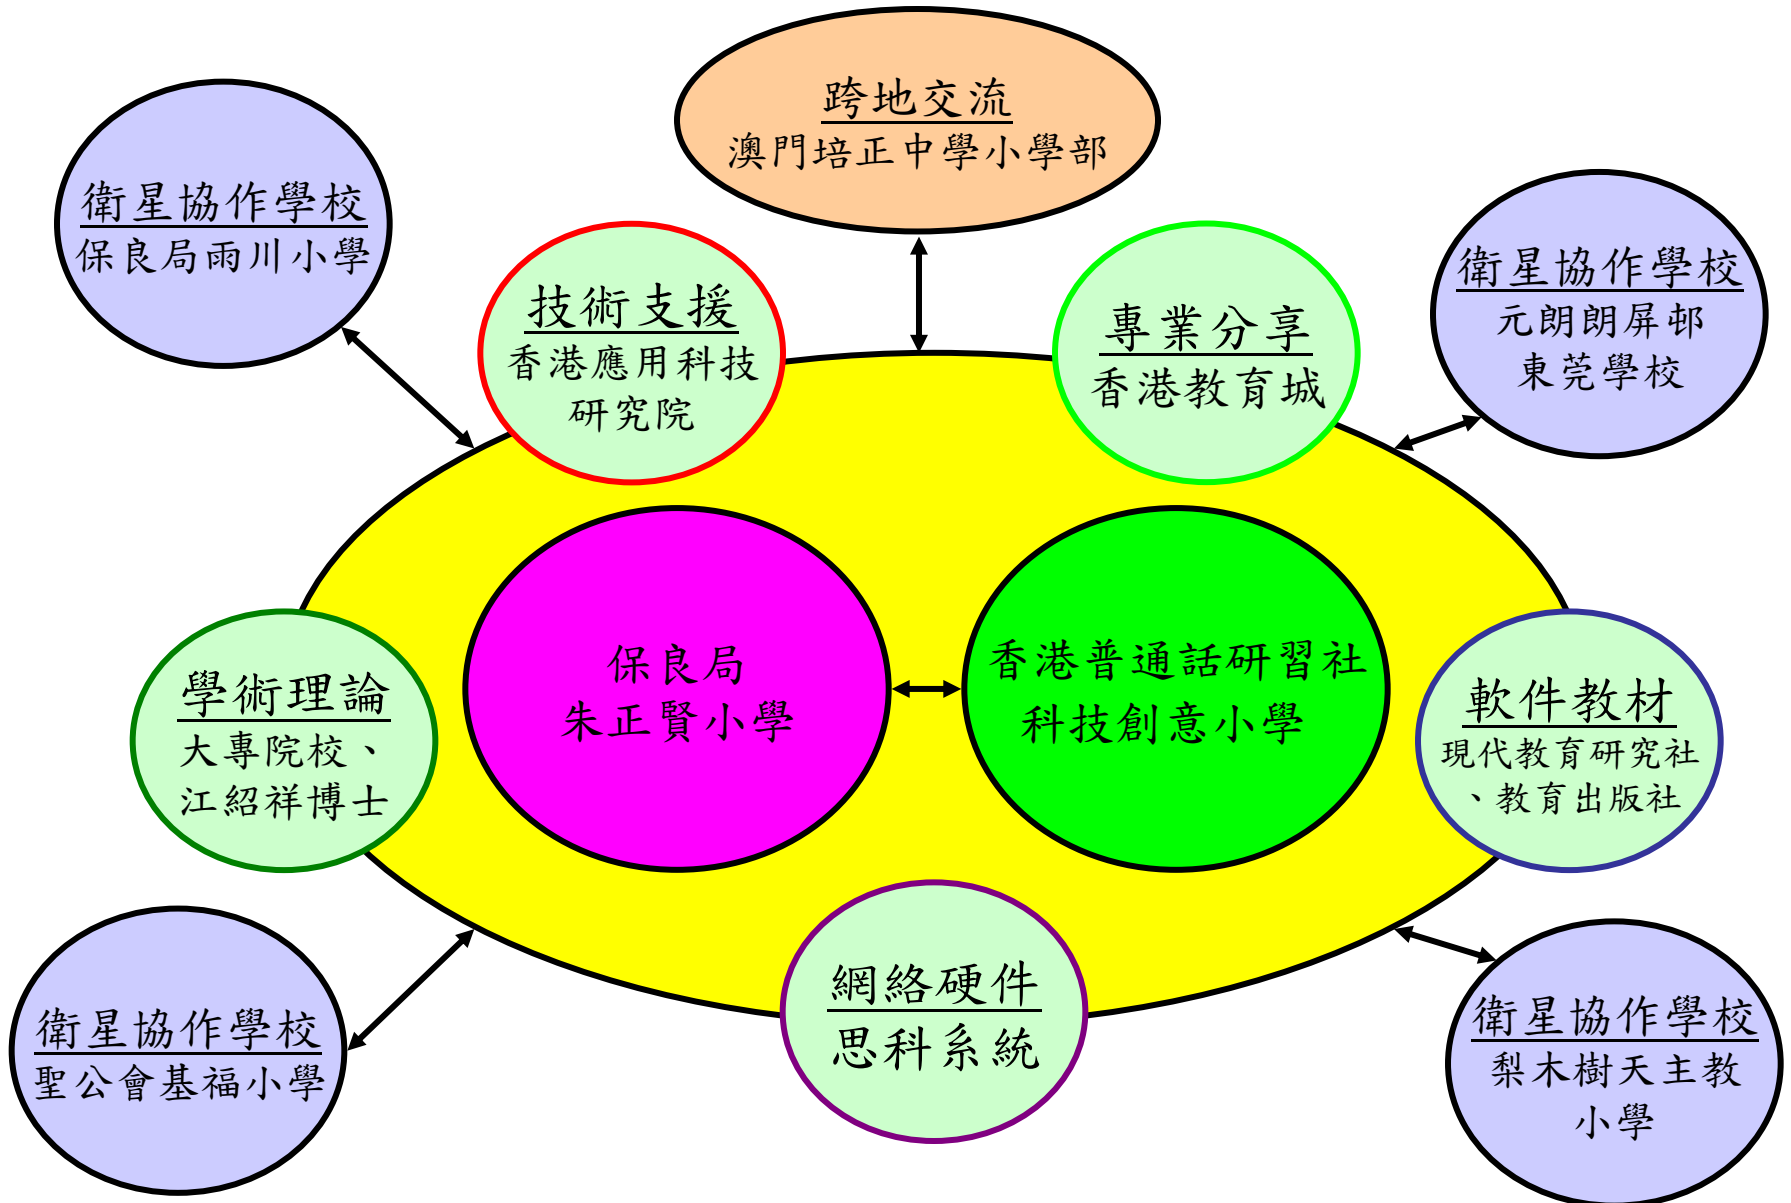 跨地交流
澳門培正中學小學部
衛星協作學校
保良局雨川小學
衛星協作學校
元朗朗屏邨
東莞學校
技術支援
香港應用科技
研究院
專業分享
香港教育城
保良局
朱正賢小學
香港普通話研習社
科技創意小學
學術理論
大專院校、
江紹祥博士
軟件教材
現代教育研究社
、教育出版社
網絡硬件
思科系統
衛星協作學校
聖公會基福小學
衛星協作學校
梨木樹天主教
小學